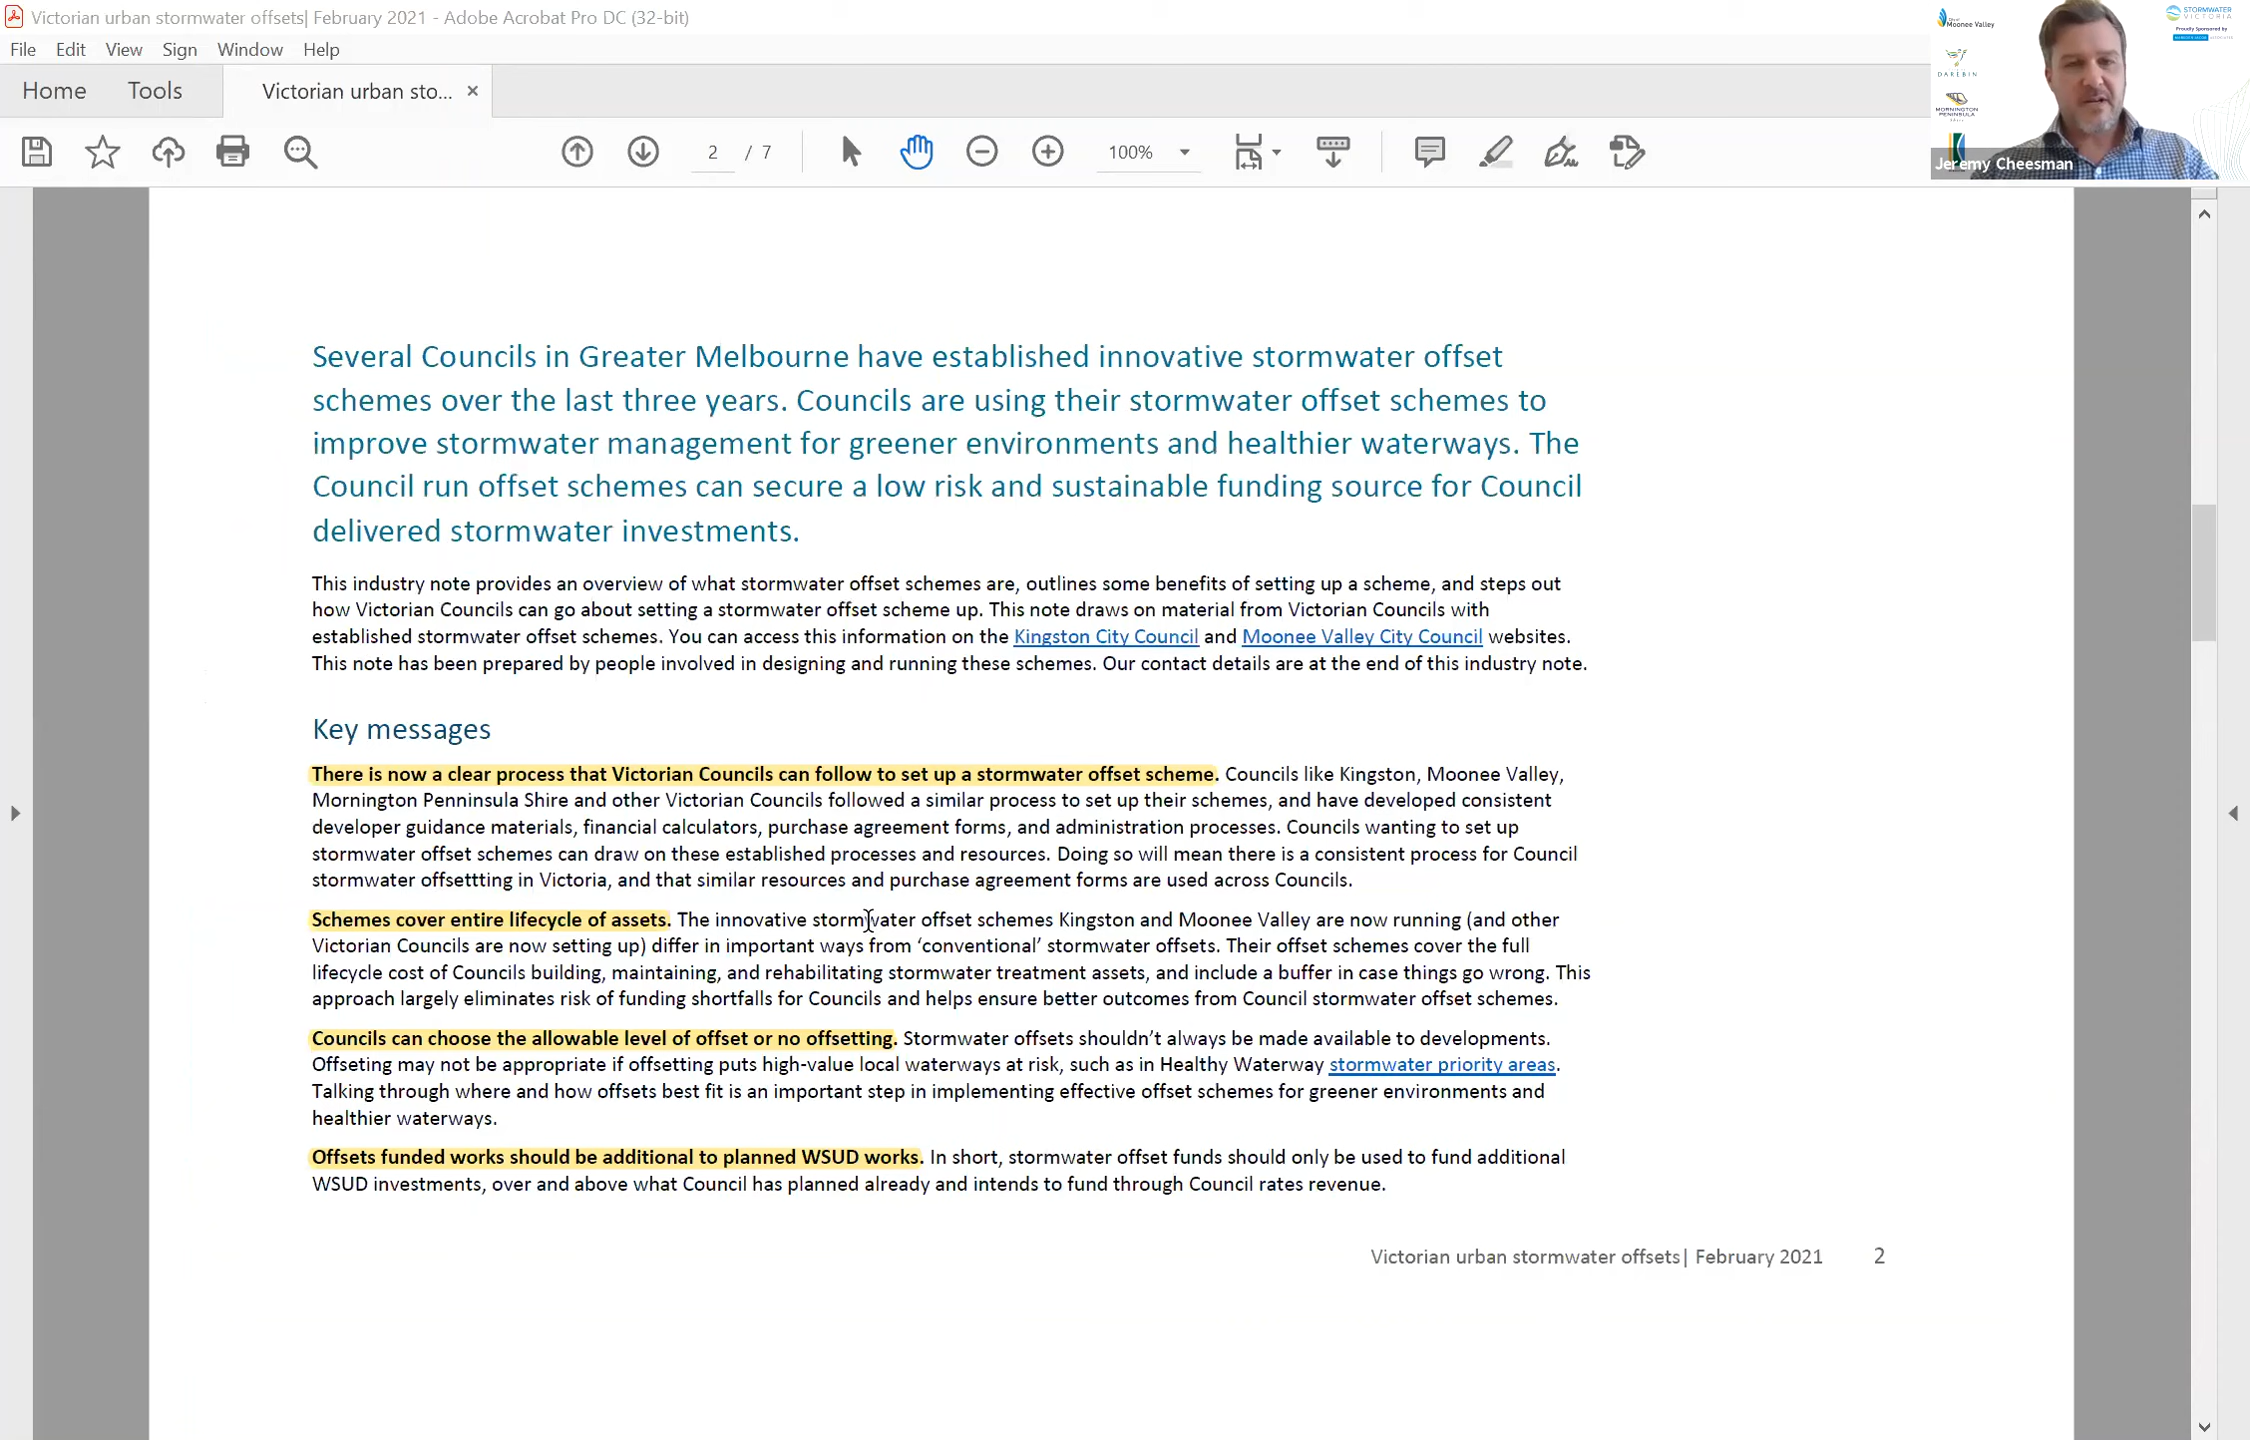 Victorian urban stormwater offsets| February 2021 - Adobe Acrobat Pro DC (32-bit)
File Edit View Sign Window Help
Home Tools Victorian urban sto... ×
2 / 7 100%
Moonee Valley
DAREBIN
MORNINGTON
PENINSULA
STORMWATER
VICTORIA
Proudly Sponsored by
Jeremy Cheesman
Several Councils in Greater Melbourne have established innovative stormwater offset
schemes over the last three years. Councils are using their stormwater offset schemes to
improve stormwater management for greener environments and healthier waterways. The
Council run offset schemes can secure a low risk and sustainable funding source for Council
delivered stormwater investments.
This industry note provides an overview of what stormwater offset schemes are, outlines some benefits of setting up a scheme, and steps out
how Victorian Councils can go about setting a stormwater offset scheme up. This note draws on material from Victorian Councils with
established stormwater offset schemes. You can access this information on the Kingston City Council and Moonee Valley City Council websites.
This note has been prepared by people involved in designing and running these schemes. Our contact details are at the end of this industry note.
Key messages
There is now a clear process that Victorian Councils can follow to set up a stormwater offset scheme. Councils like Kingston, Moonee Valley,
Mornington Penninsula Shire and other Victorian Councils followed a similar process to set up their schemes, and have developed consistent
developer guidance materials, financial calculators, purchase agreement forms, and administration processes. Councils wanting to set up
stormwater offset schemes can draw on these established processes and resources. Doing so will mean there is a consistent process for Council
stormwater offsettting in Victoria, and that similar resources and purchase agreement forms are used across Councils.
Schemes cover entire lifecycle of assets. The innovative stormwater offset schemes Kingston and Moonee Valley are now running (and other
Victorian Councils are now setting up) differ in important ways from ‘conventional’ stormwater offsets. Their offset schemes cover the full
lifecycle cost of Councils building, maintaining, and rehabilitating stormwater treatment assets, and include a buffer in case things go wrong. This
approach largely eliminates risk of funding shortfalls for Councils and helps ensure better outcomes from Council stormwater offset schemes.
Councils can choose the allowable level of offset or no offsetting. Stormwater offsets shouldn’t always be made available to developments.
Offseting may not be appropriate if offsetting puts high-value local waterways at risk, such as in Healthy Waterway stormwater priority areas.
Talking through where and how offsets best fit is an important step in implementing effective offset schemes for greener environments and
healthier waterways.
Offsets funded works should be additional to planned WSUD works. In short, stormwater offset funds should only be used to fund additional
WSUD investments, over and above what Council has planned already and intends to fund through Council rates revenue.
Victorian urban stormwater offsets| February 2021 2